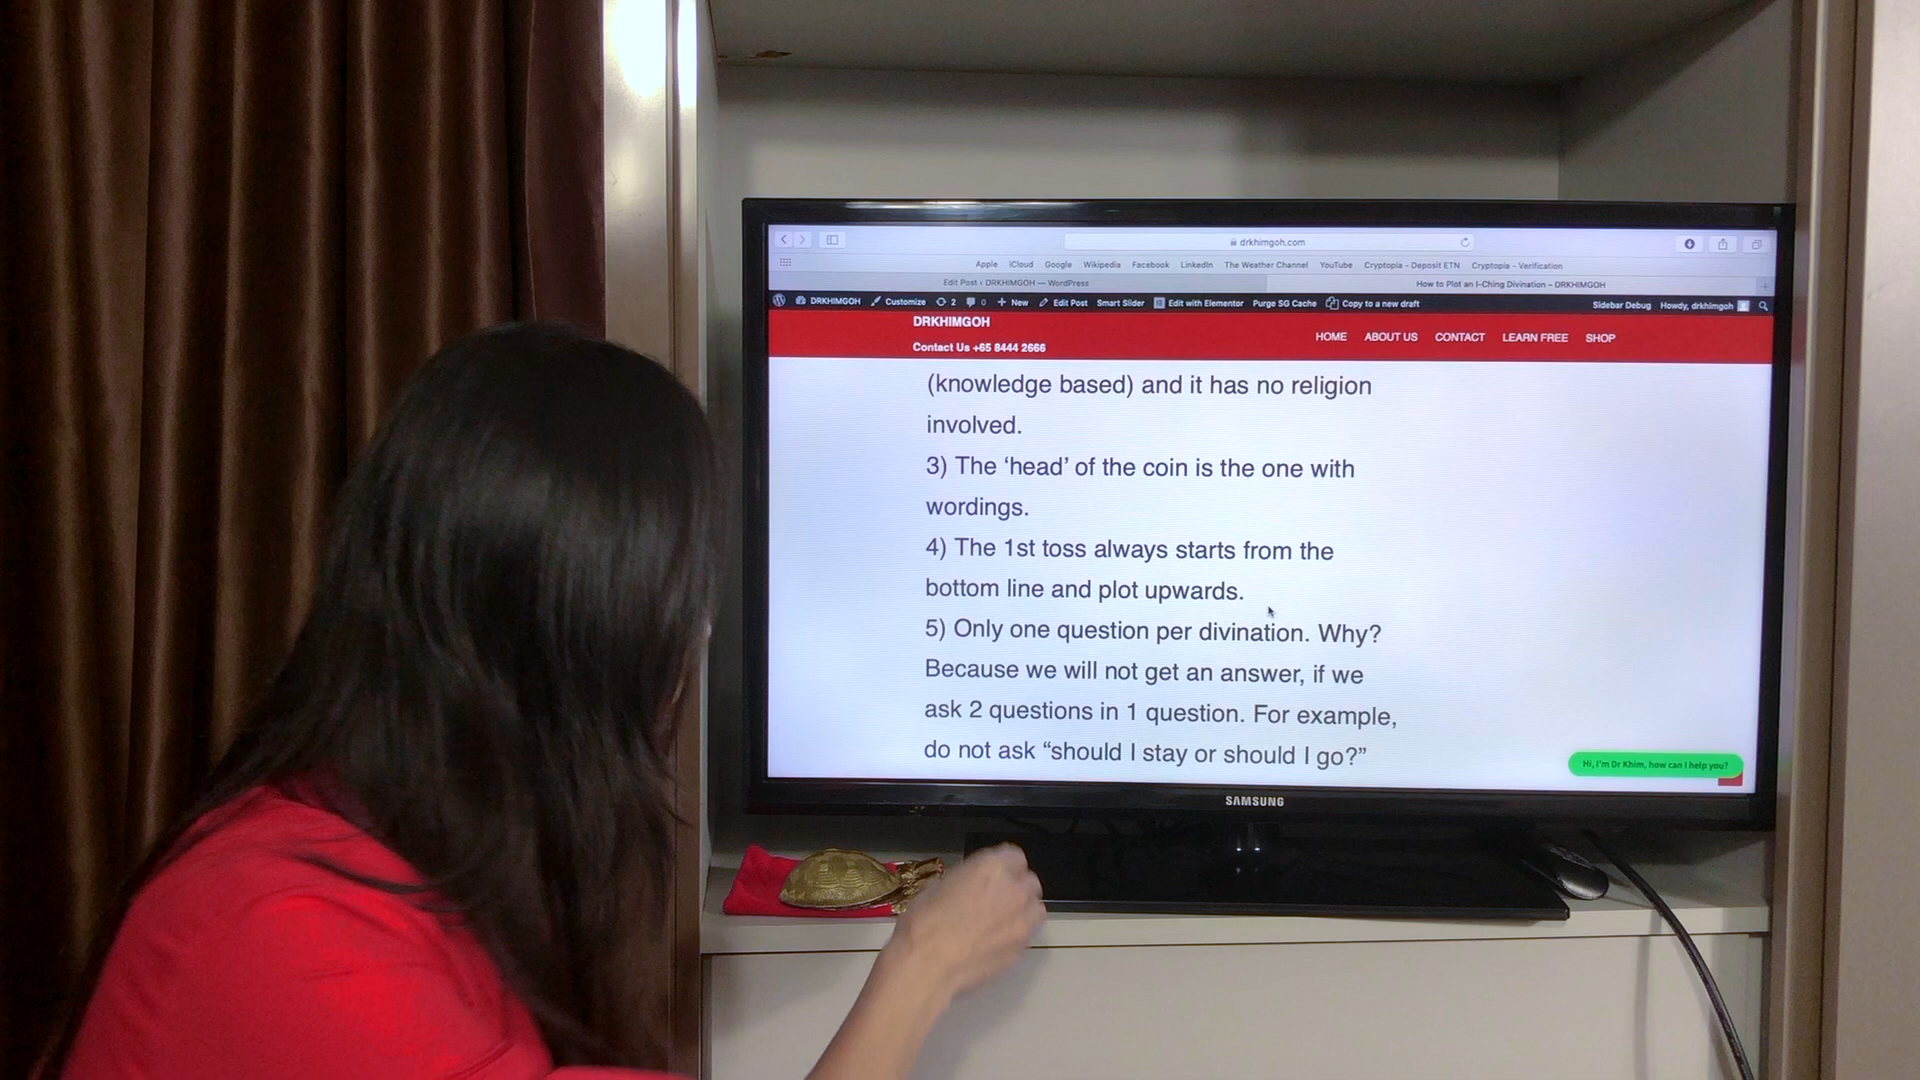 drkhimgoh.com
Apple iCloud Google Wikipedia Facebook LinkedIn The Weather Channel YouTube Cryptopia - Deposit ETN Cryptopia - Verification
Edit Post ‹ DRKHIMGOH — WordPress
How to Plot an I-Ching Divination – DRKHIMGOH
DRKHIMGOH Customize 2 0 New Edit Post Smart Slider Edit with Elementor Purge SG Cache Copy to a new draft Sidebar Debug Howdy, drkhimgoh
DRKHIMGOH
Contact Us +65 8444 2666
HOME ABOUT US CONTACT LEARN FREE SHOP
(knowledge based) and it has no religion
involved.
3) The ‘head’ of the coin is the one with
wordings.
4) The 1st toss always starts from the
bottom line and plot upwards.
5) Only one question per divination. Why?
Because we will not get an answer, if we
ask 2 questions in 1 question. For example,
do not ask “should I stay or should I go?”
Hi, I'm Dr Khim, how can I help you?
SAMSUNG